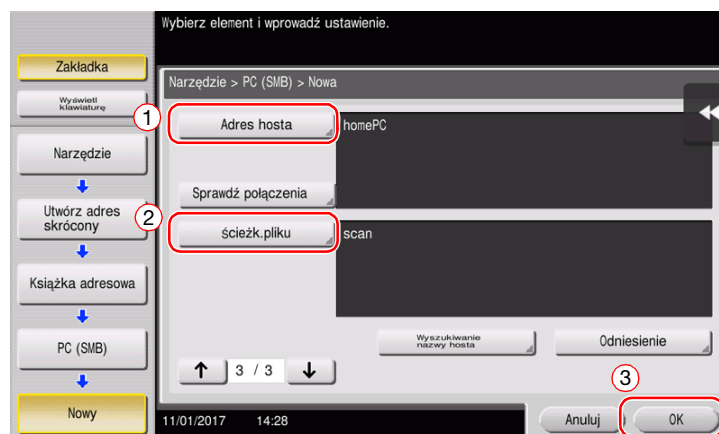 Wybierz element i wprowadź ustawienie.
Zakładka
Wyświetl
klawiaturę
Narzędzie
Utwórz adres
skrócony
Książka adresowa
PC (SMB)
Nowy
Narzędzie > PC (SMB) > Nowa
1
Adres hosta
homePC
Sprawdź połączenia
2
ścieżk.pliku
scan
Wyszukiwanie
nazwy hosta
Odniesienie
3 / 3
3
11/01/2017 14:28
Anuluj
OK